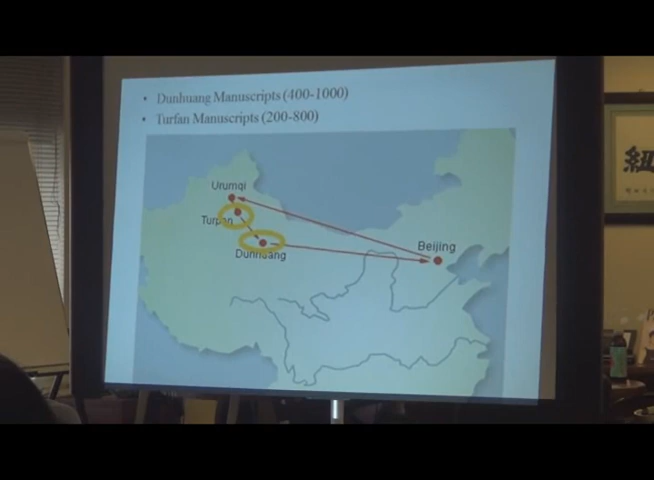 • Dunhuang Manuscripts (400-1000)
• Turfan Manuscripts (200-800)
Urumqi
Turpan
Dunhuang
Beijing